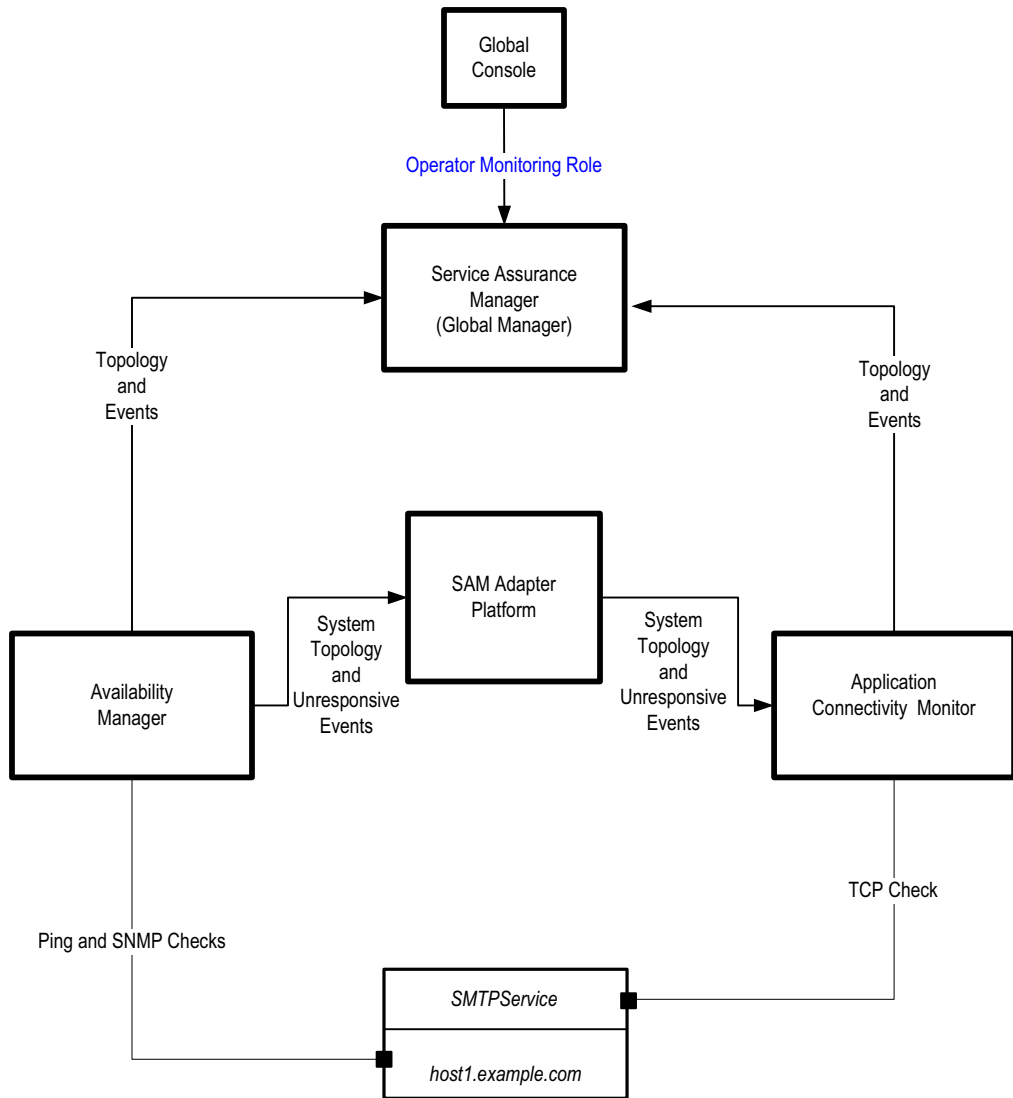 Global
Console
Operator Monitoring Role
Service Assurance
Manager
(Global Manager)
Topology
and
Events
Topology
and
Events
SAM Adapter
Platform
System
Topology
and
Unresponsive
Events
System
Topology
and
Unresponsive
Events
Availability
Manager
Application
Connectivity Monitor
TCP Check
Ping and SNMP Checks
SMTPService
host1.example.com